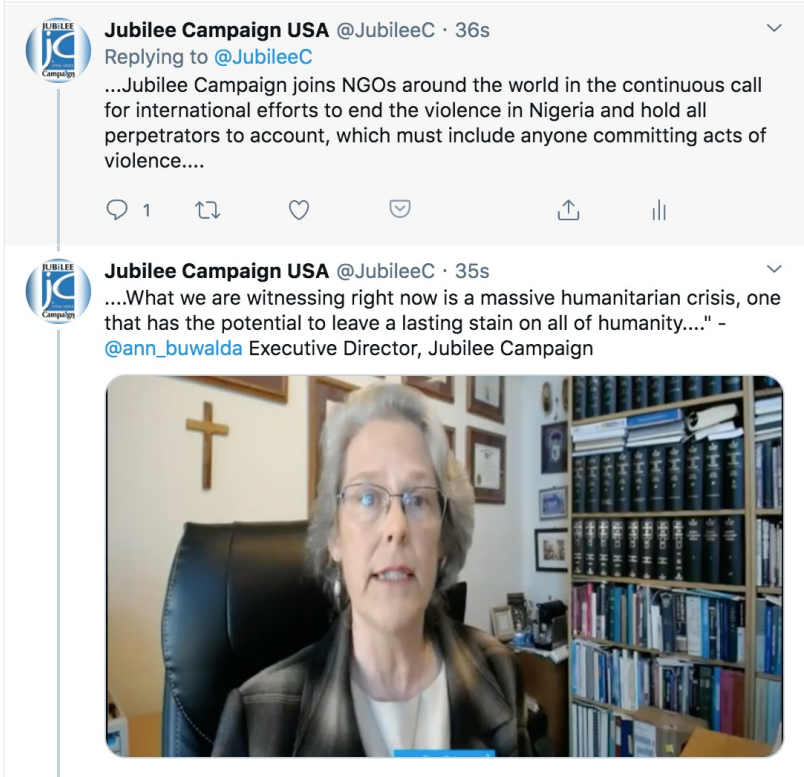 JUBiLEE
Campaign
Jubilee Campaign USA @JubileeC · 36s
Replying to @JubileeC
...Jubilee Campaign joins NGOs around the world in the continuous call
for international efforts to end the violence in Nigeria and hold all
perpetrators to account, which must include anyone committing acts of
violence....
1
JUBiLEE
Campaign
Jubilee Campaign USA @JubileeC · 35s
....What we are witnessing right now is a massive humanitarian crisis, one
that has the potential to leave a lasting stain on all of humanity...." -
@ann_buwalda Executive Director, Jubilee Campaign